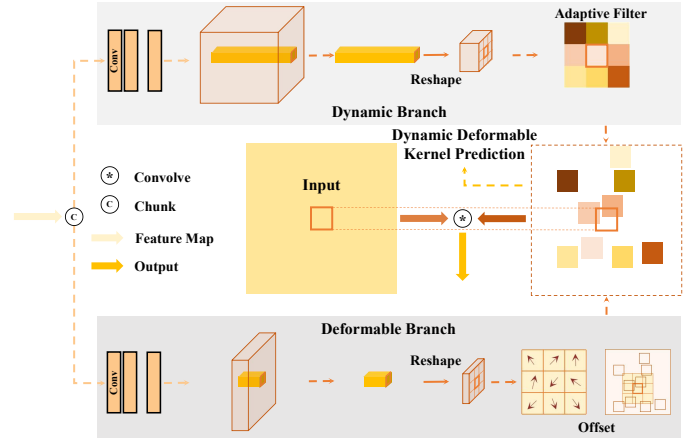 Adaptive Filter
Conv
Reshape
Dynamic Branch
Dynamic Deformable
Kernel Prediction
Input
* Convolve
C Chunk
*
C
Feature Map
Output
Deformable Branch
Conv
Reshape
Offset